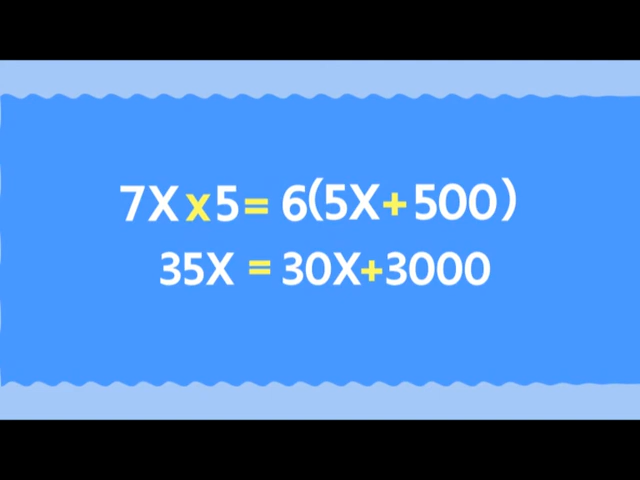 7X x 5 = 6(5X + 500)
35X = 30X + 3000